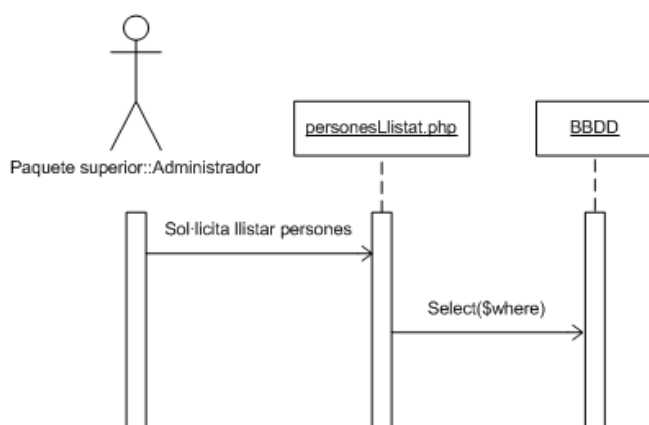 personesLlistat.php
BBDD
Paquete superior::Administrador
Sol·licita llistar persones
Select($where)